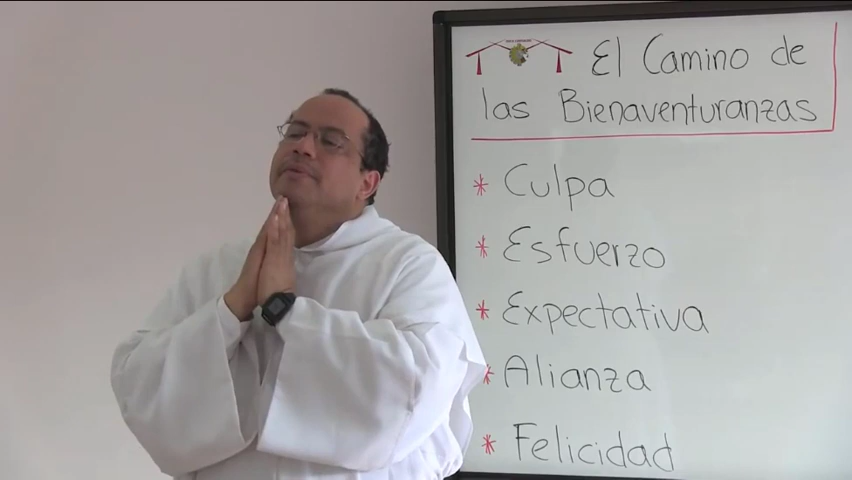 El Camino de
las Bienaventuranzas
* Culpa
* Esfuerzo
* Expectativa
* Alianza
* Felicidad